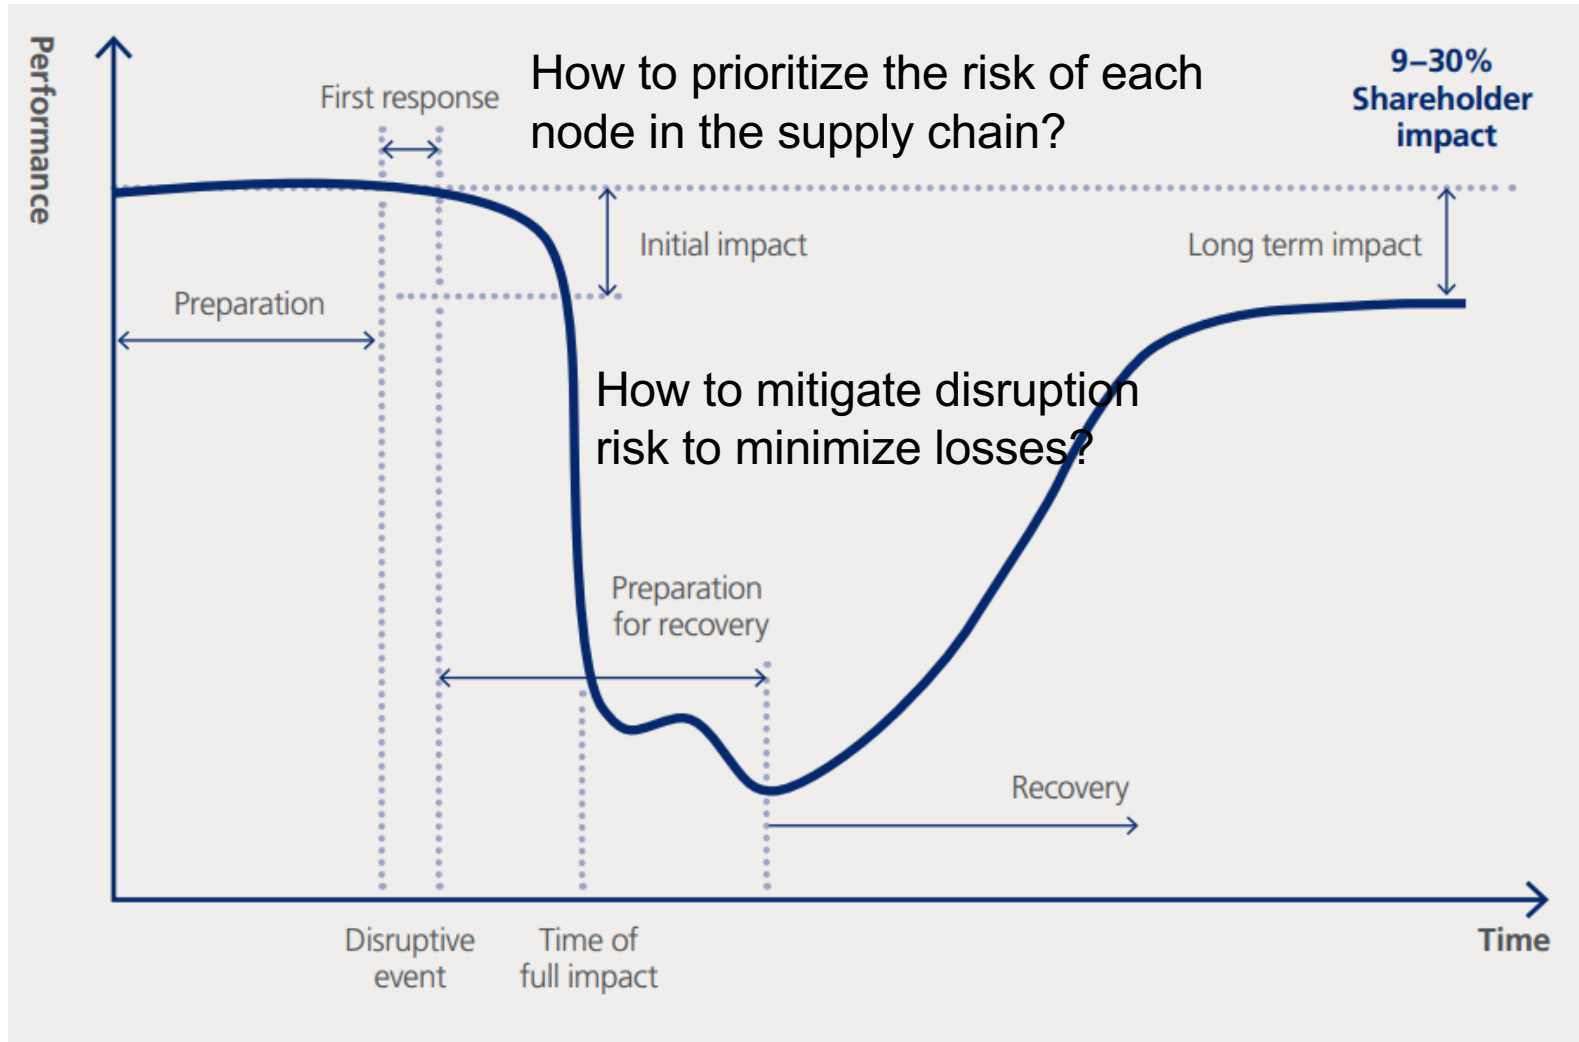 Performance
First response
How to prioritize the risk of each
node in the supply chain?
9–30%
Shareholder
impact
Initial impact
Long term impact
Preparation
How to mitigate disruption
risk to minimize losses?
Preparation
for recovery
Recovery
Disruptive
event
Time of
full impact
Time